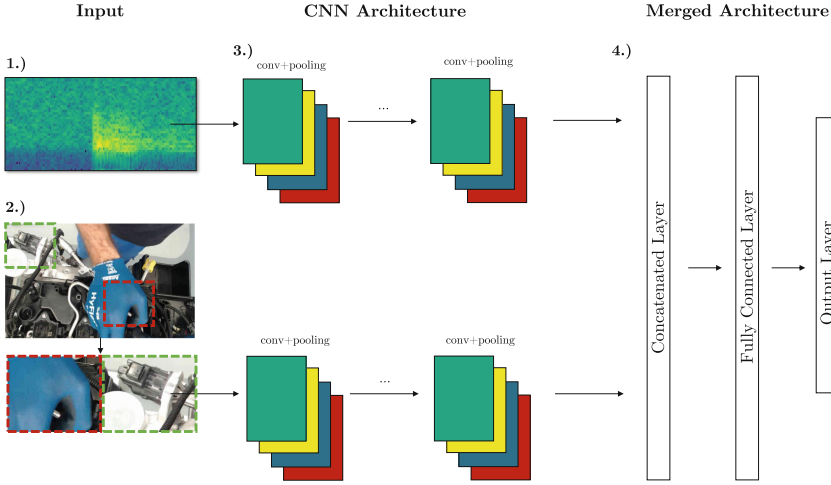 Input
CNN Architecture
Merged Architecture
1.)
3.)
4.)
conv+pooling
conv+pooling
...
2.)
HyFlex
conv+pooling
conv+pooling
...
Concatenated Layer
Fully Connected Layer
Output Layer